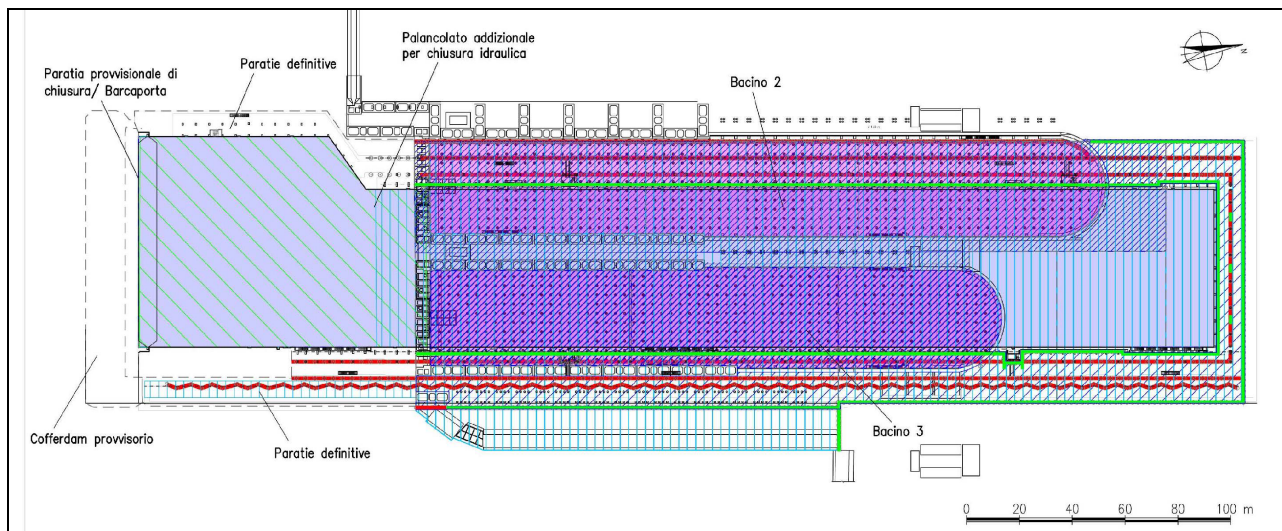 Palancolato addizionale
per chiusura idraulica
Paratie definitive
Paratia provisionale di
chiusura/ Barcaporta
Bacino 2
N
Cofferdam provvisorio
Paratie definitive
Bacino 3
0 20 40 60 80 100 m